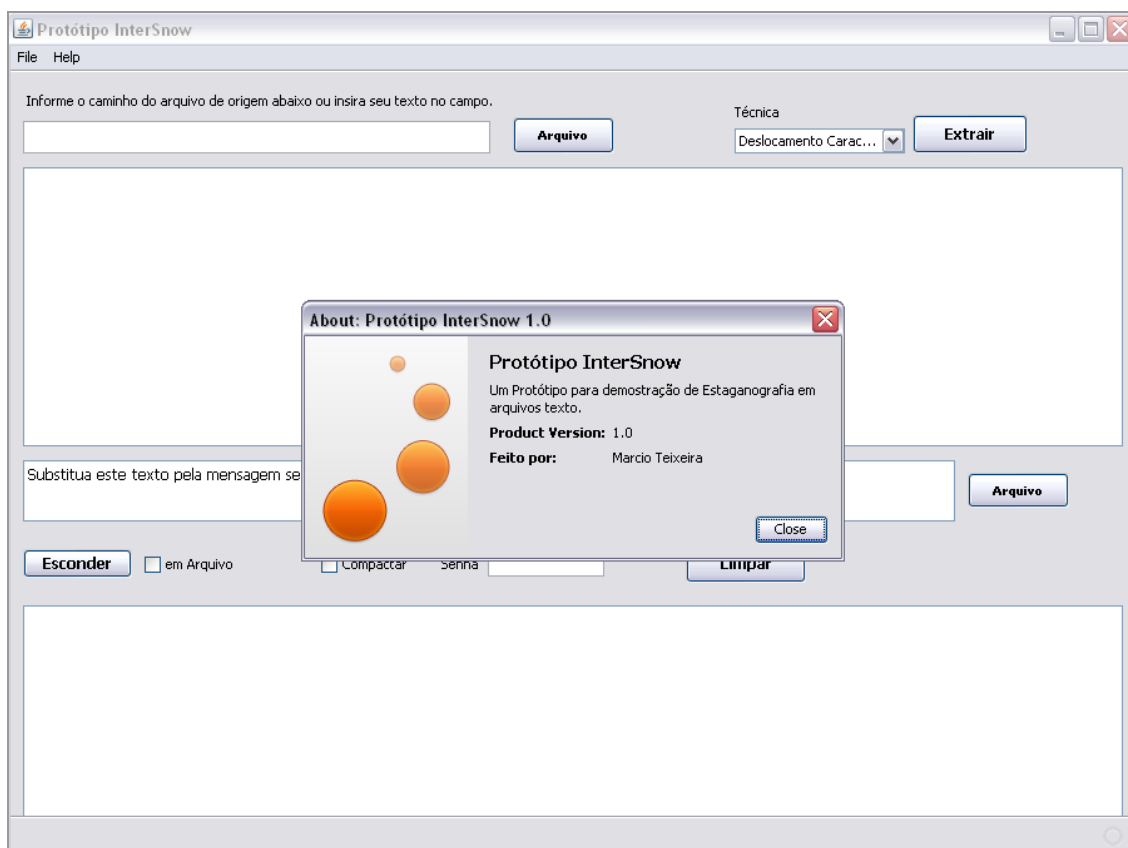 Protótipo InterSnow
File Help
Informe o caminho do arquivo de origem abaixo ou insira seu texto no campo.
Arquivo
Técnica
Deslocamento Carac...
Extrair
About: Protótipo InterSnow 1.0
Protótipo InterSnow
Um Protótipo para demostração de Estaganografia em
arquivos texto.
Product Version: 1.0
Feito por: Marcio Teixeira
Close
Substitua este texto pela mensagem se
Arquivo
Esconder
em Arquivo
Compactar
Senha
Limpar